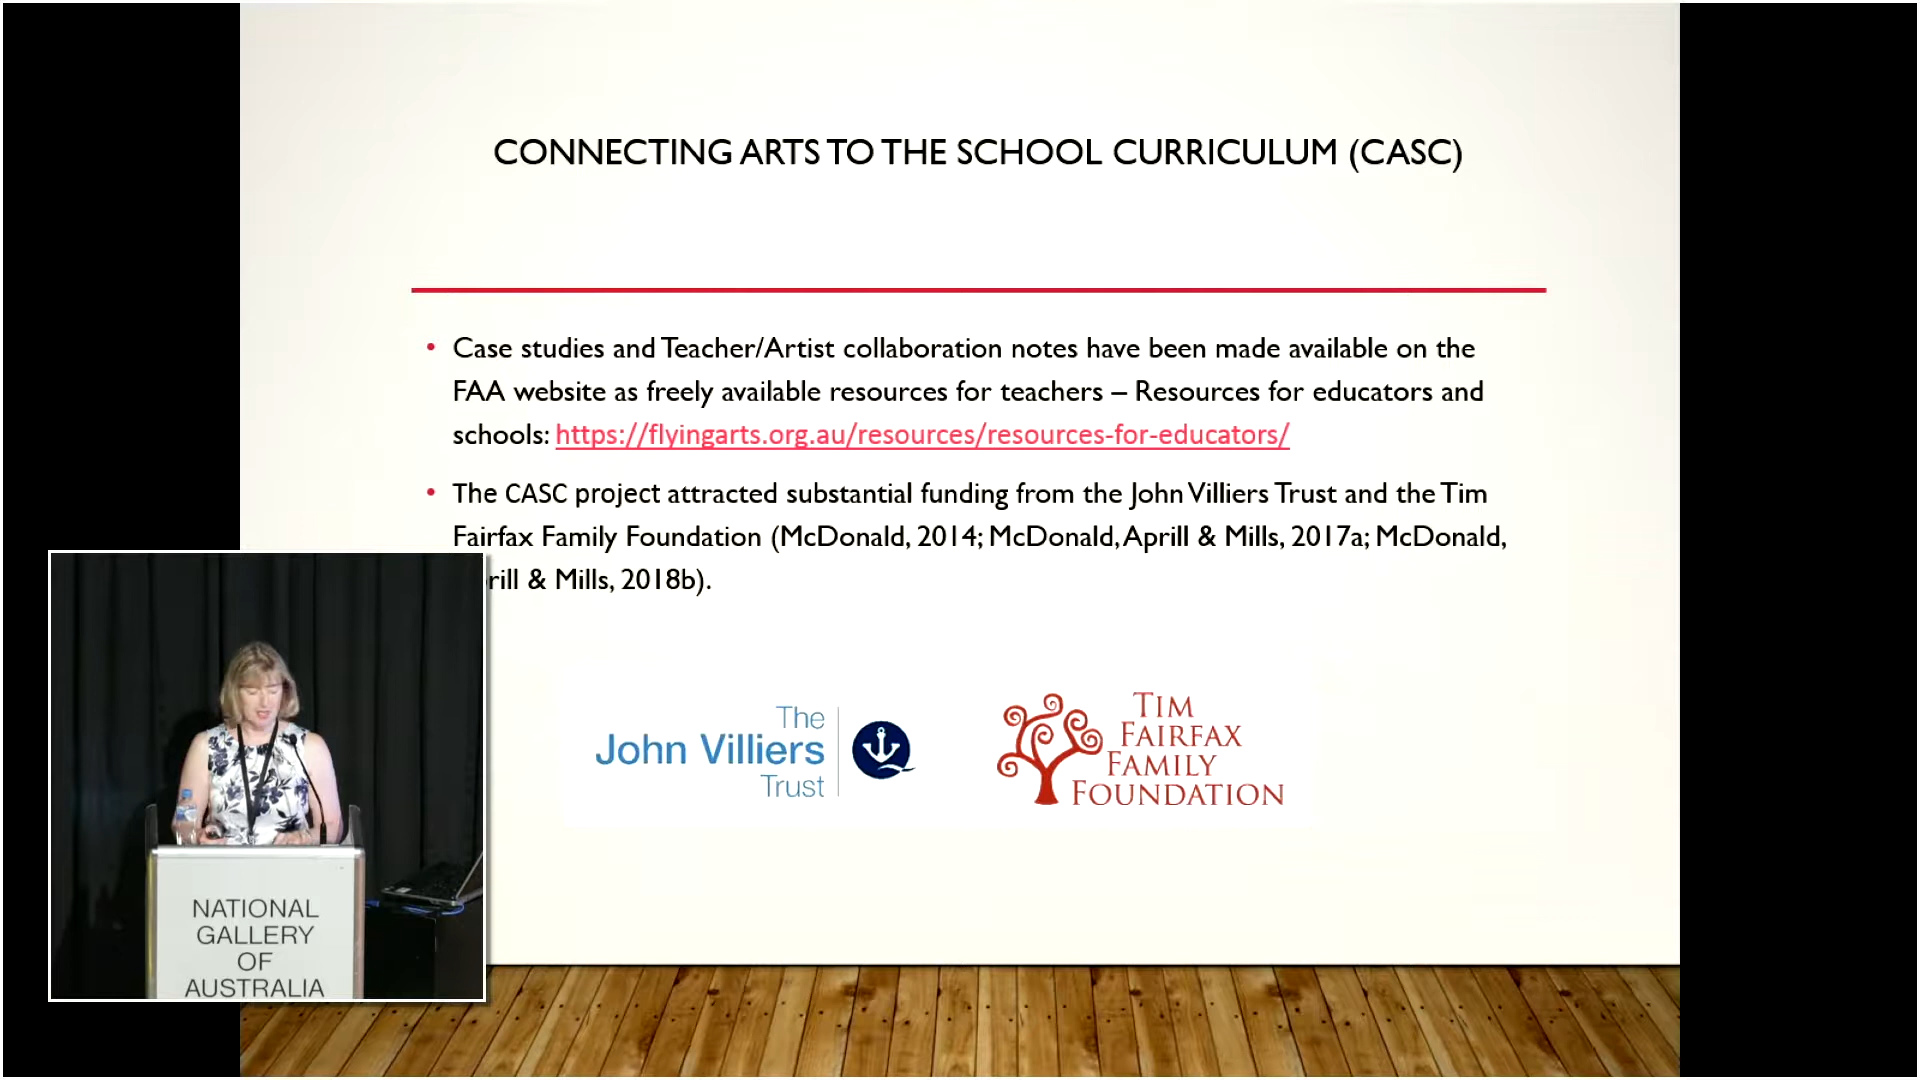 CONNECTING ARTS TO THE SCHOOL CURRICULUM (CASC)
• Case studies and Teacher/Artist collaboration notes have been made available on the
FAA website as freely available resources for teachers – Resources for educators and
schools: https://flyingarts.org.au/resources/resources-for-educators/
• The CASC project attracted substantial funding from the John Villiers Trust and the Tim
Fairfax Family Foundation (McDonald, 2014; McDonald, Aprill & Mills, 2017a; McDonald,
& Mills, 2018b).
The
John Villiers
Trust
TIM
FAIRFAX
FAMILY
FOUNDATION
NATIONAL
GALLERY
OF
AUSTRALIA